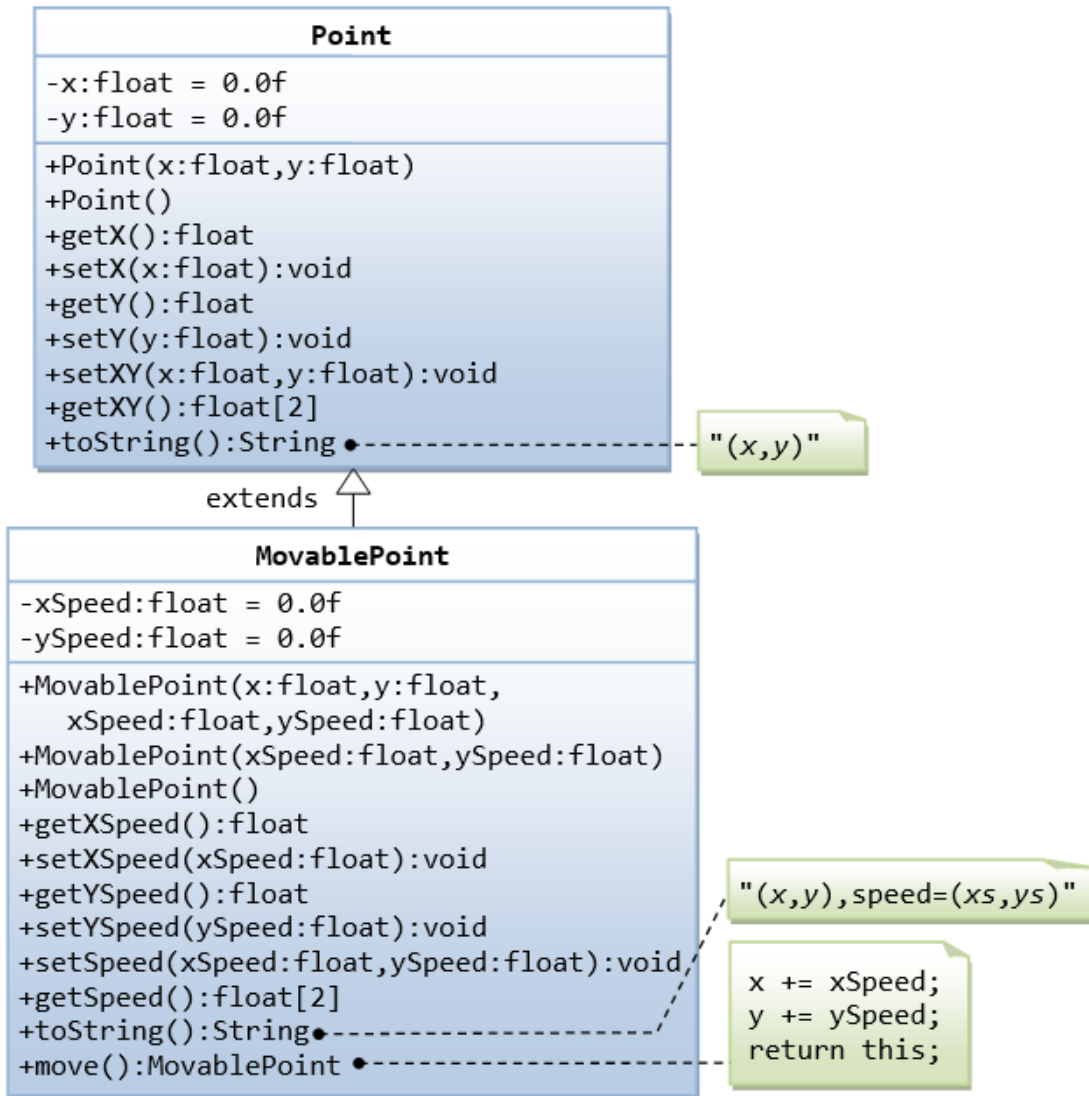 Point
-x:float = 0.0f
-y:float = 0.0f
+Point(x:float,y:float)
+Point()
+getX():float
+setX(x:float):void
+getY():float
+setY(y:float):void
+setXY(x:float,y:float):void
+getXY():float[2]
+toString():String
"(x,y)"
extends
MovablePoint
-xSpeed:float = 0.0f
-ySpeed:float = 0.0f
+MovablePoint(x:float,y:float,
xSpeed:float,ySpeed:float)
+MovablePoint(xSpeed:float,ySpeed:float)
+MovablePoint()
+getXSpeed():float
+setXSpeed(xSpeed:float):void
+getYSpeed():float
+setYSpeed(ySpeed:float):void
+setSpeed(xSpeed:float,ySpeed:float):void
+getSpeed():float[2]
+toString():String
+move():MovablePoint
"(x,y),speed=(xs,ys)"
x += xSpeed;
y += ySpeed;
return this;